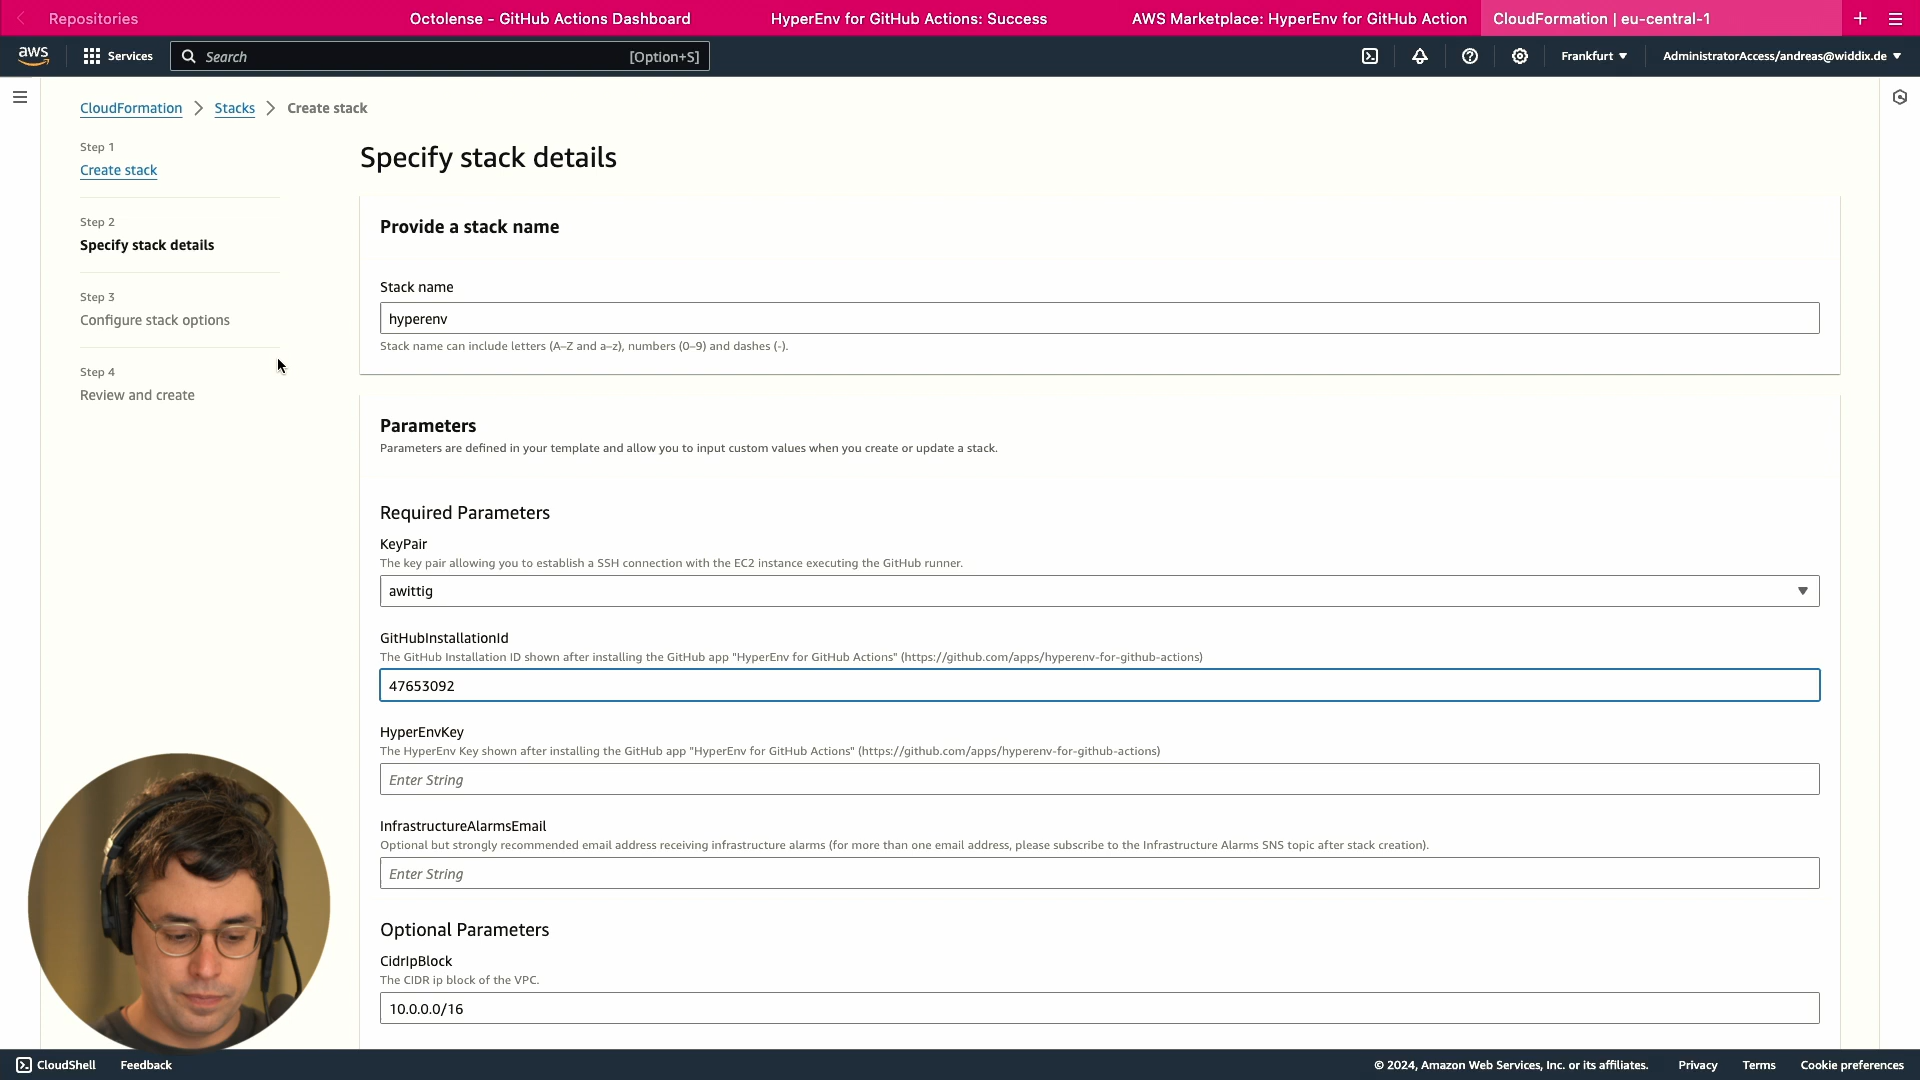 Repositories
Octolense - GitHub Actions Dashboard
HyperEnv for GitHub Actions: Success
AWS Marketplace: HyperEnv for GitHub Action
CloudFormation | eu-central-1
aws
Services
Search
[Option+S]
Frankfurt
AdministratorAccess/andreas@widdix.de
CloudFormation
Stacks
Create stack
Step 1
Create stack
Step 2
Specify stack details
Step 3
Configure stack options
Step 4
Review and create
Specify stack details
Provide a stack name
Stack name
hyperenv
Stack name can include letters (A-Z and a-z), numbers (0-9) and dashes (-).
Parameters
Parameters are defined in your template and allow you to input custom values when you create or update a stack.
Required Parameters
KeyPair
The key pair allowing you to establish a SSH connection with the EC2 instance executing the GitHub runner.
awittig
GitHubInstallationId
The GitHub Installation ID shown after installing the GitHub app "HyperEnv for GitHub Actions" (https://github.com/apps/hyperenv-for-github-actions)
47653092
HyperEnvKey
The HyperEnv Key shown after installing the GitHub app "HyperEnv for GitHub Actions" (https://github.com/apps/hyperenv-for-github-actions)
Enter String
InfrastructureAlarmsEmail
Optional but strongly recommended email address receiving infrastructure alarms (for more than one email address, please subscribe to the Infrastructure Alarms SNS topic after stack creation).
Enter String
Optional Parameters
CidrIpBlock
The CIDR ip block of the VPC.
10.0.0.0/16
CloudShell
Feedback
© 2024, Amazon Web Services, Inc. or its affiliates.
Privacy
Terms
Cookie preferences